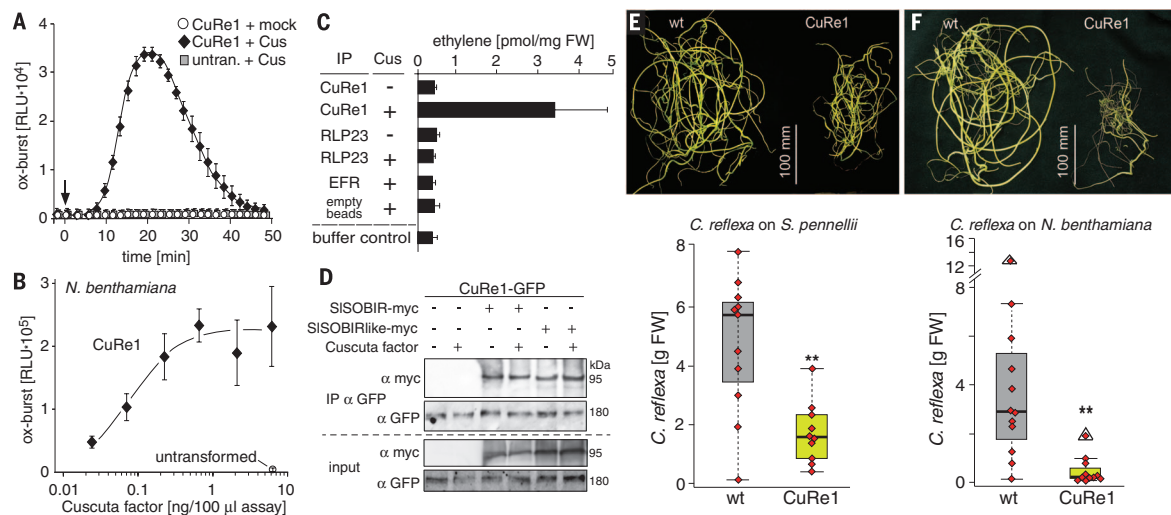 A
ox-burst [RLU·10⁴]
4
3
2
1
0
CuRe1 + mock
CuRe1 + Cus
untran. + Cus
0 10 20 30 40 50
time [min]
B
N. benthamiana
ox-burst [RLU·10⁵]
3
2
1
0
CuRe1
untransformed
0.01 0.1 1 10
Cuscuta factor [ng/100 µl assay]
C
ethylene [pmol/mg FW]
IP Cus
0 1 2 3 4 5
CuRe1 -
CuRe1 +
RLP23 -
RLP23 +
EFR +
empty
beads +
buffer control
D
CuRe1-GFP
SlSOBIR-myc - - + + - -
SlSOBIRlike-myc - - - - + +
Cuscuta factor - + - + - +
kDa
IP α GFP
α myc 95
α GFP 180
input
α myc 95
α GFP 180
E
wt CuRe1
100 mm
C. reflexa on S. pennellii
C. reflexa [g FW]
8
6
4
2
0
**
wt CuRe1
F
wt CuRe1
100 mm
C. reflexa on N. benthamiana
C. reflexa [g FW]
16
12
8
6
4
2
0
**
wt CuRe1